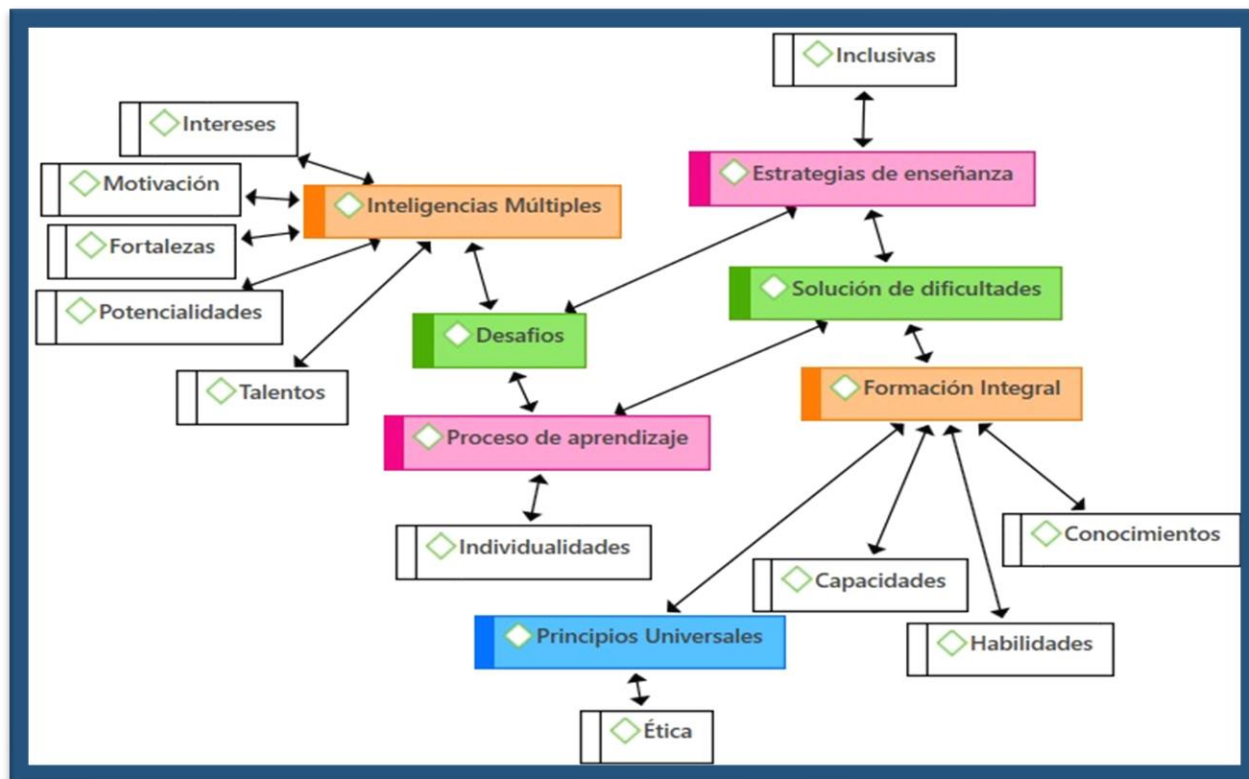 Inclusivas
Intereses
Estrategias de enseñanza
Motivación
Inteligencias Múltiples
Fortalezas
Solución de dificultades
Potencialidades
Desafios
Talentos
Formación Integral
Proceso de aprendizaje
Conocimientos
Individualidades
Capacidades
Principios Universales
Habilidades
Ética